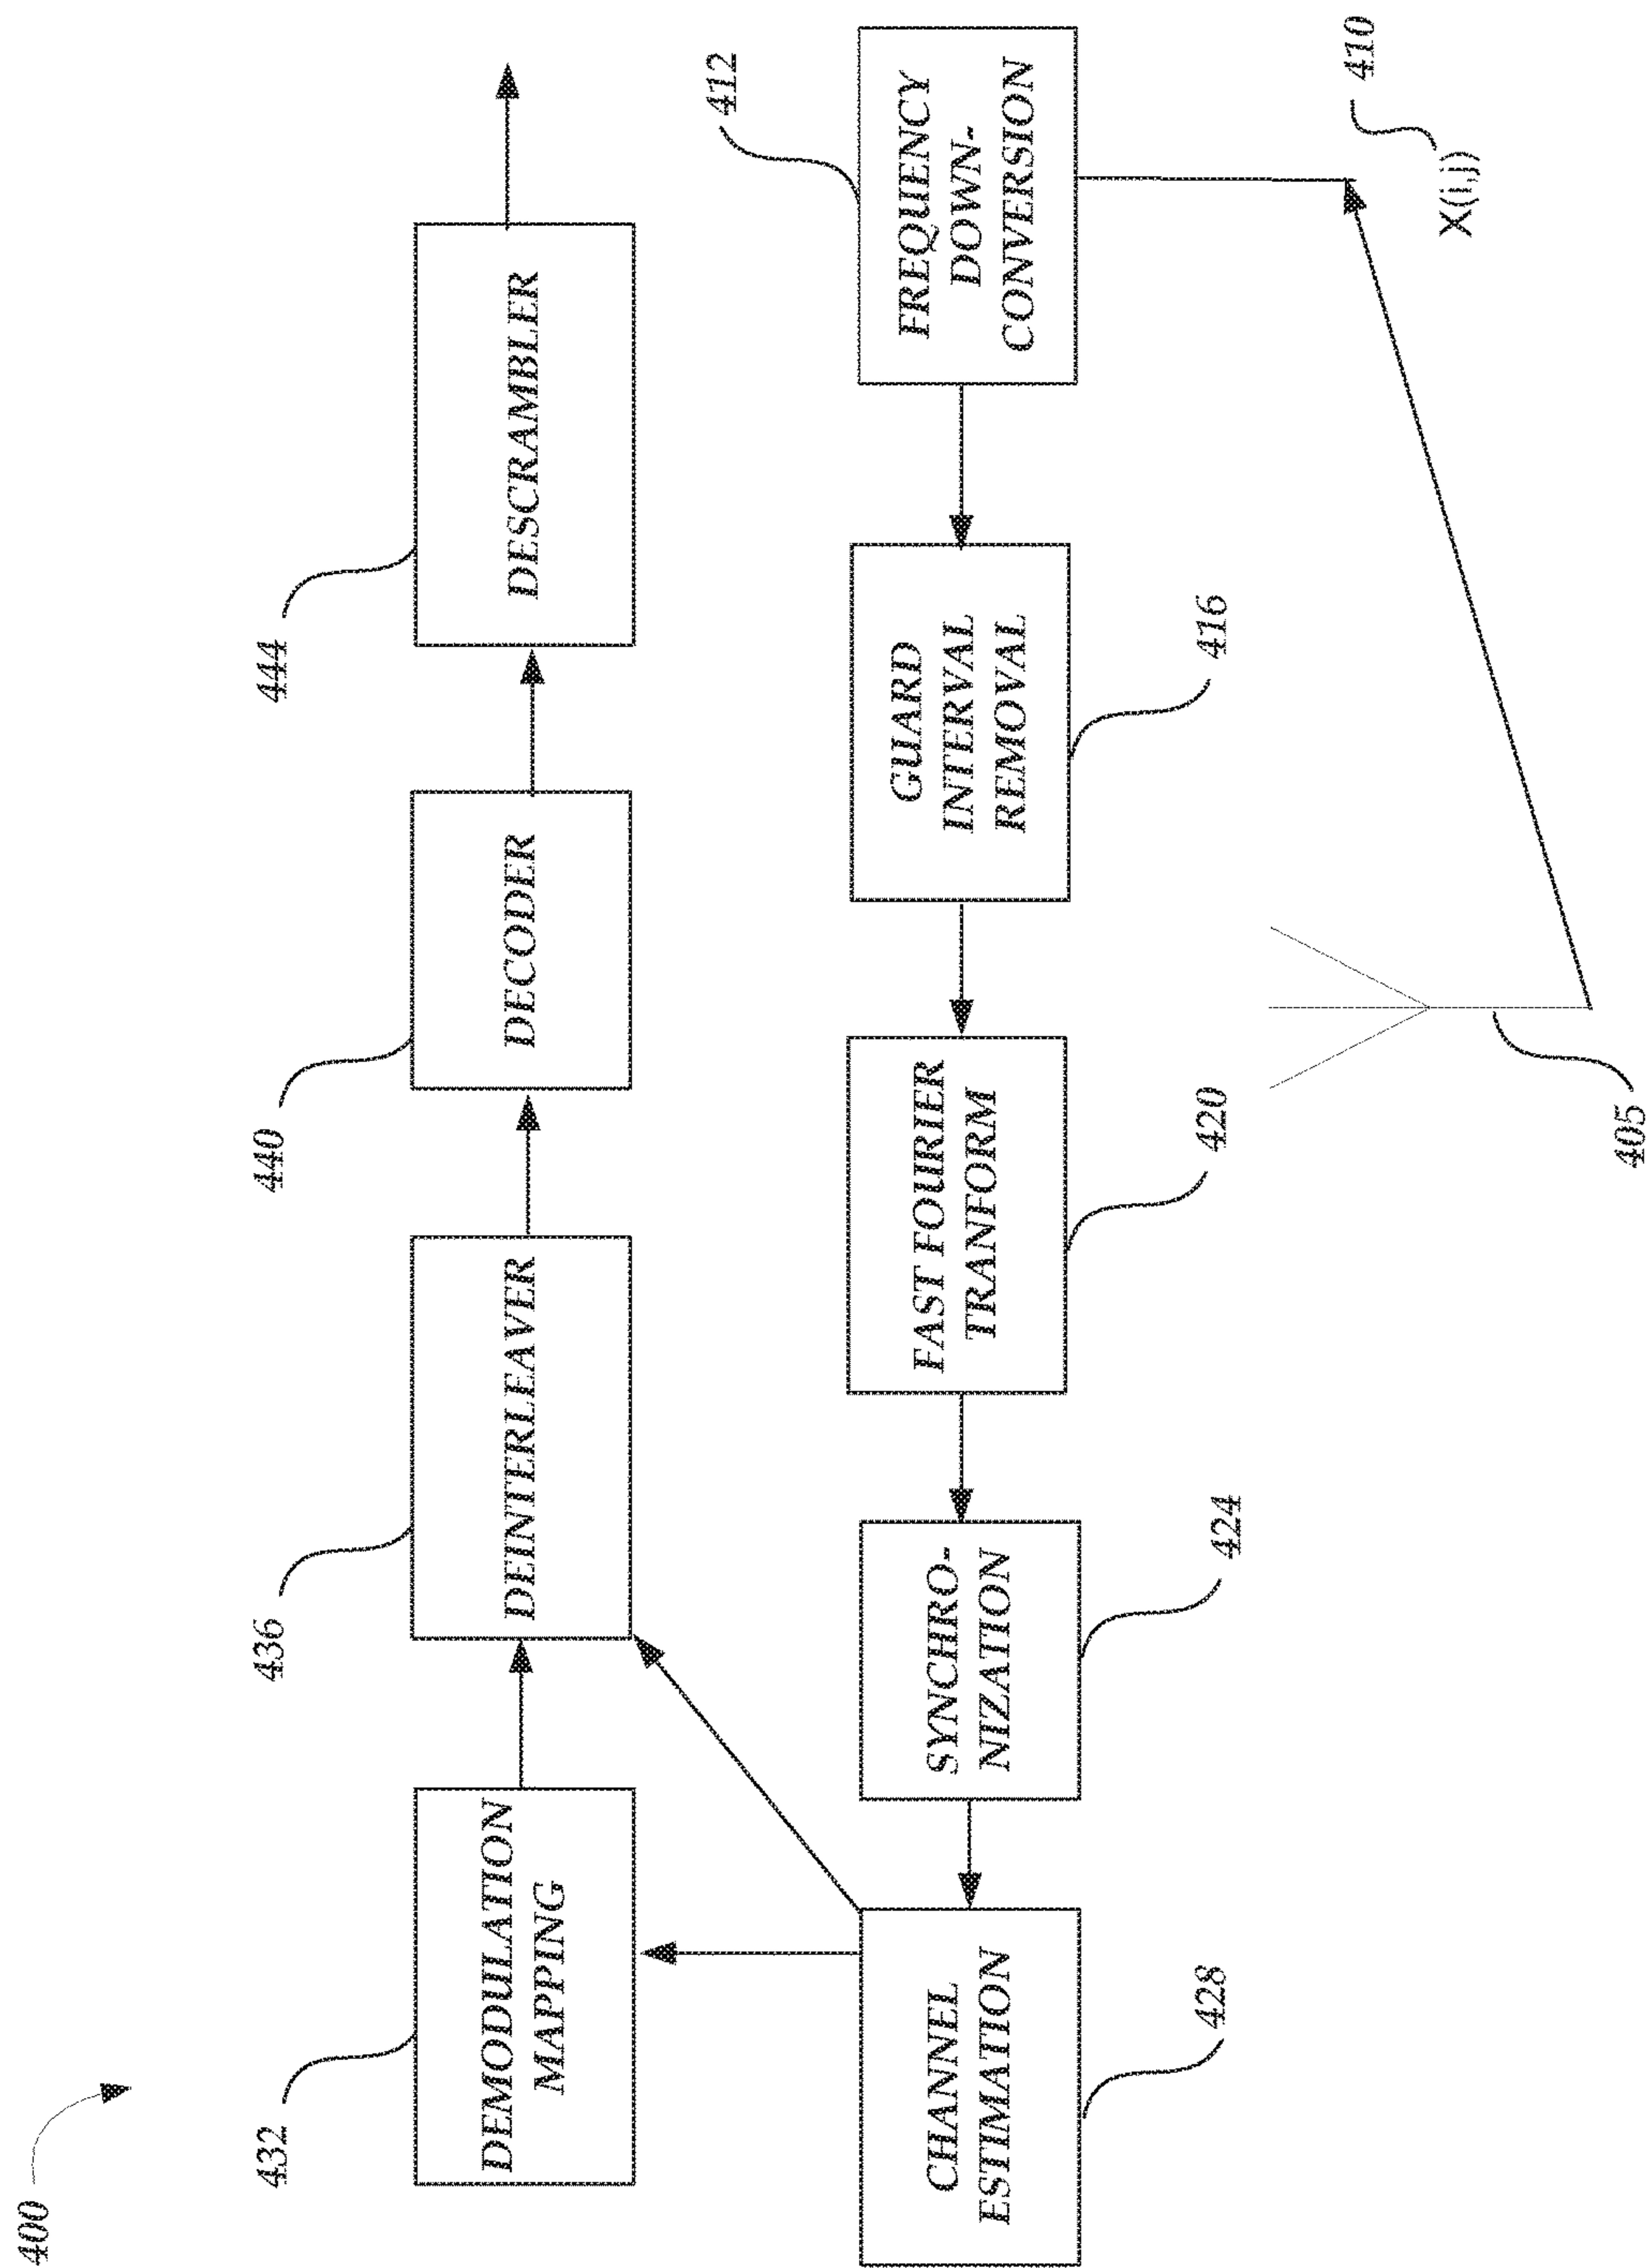 400
432
DEMODULATION
MAPPING
436
DEINTERLEAVER
440
DECODER
444
DESCRAMBLER
CHANNEL
ESTIMATION
428
SYNCHRO-
NIZATION
424
FAST FOURIER
TRANFORM
420
GUARD
INTERVAL
REMOVAL
416
412
FREQUENCY
DOWN-
CONVERSION
405
X(i,j)
410